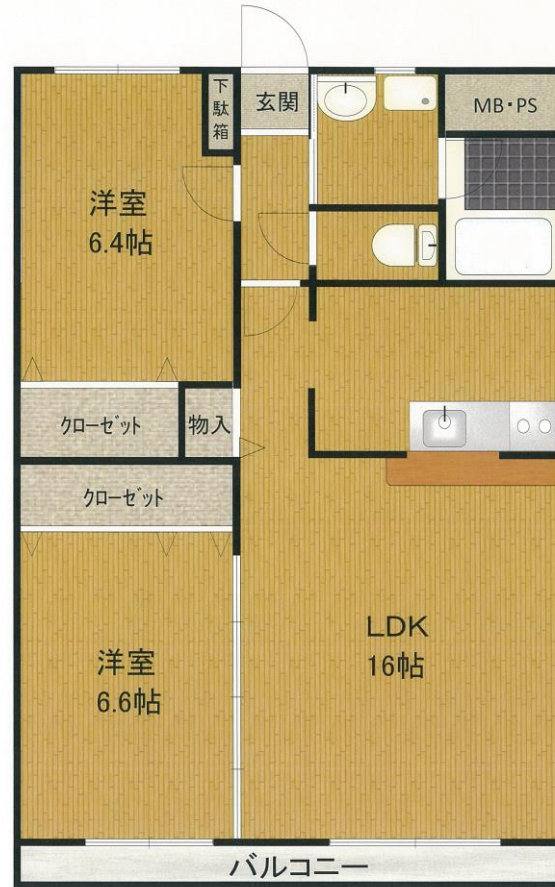 下駄箱
玄関
MB・PS
洋室
6.4帖
クローゼット
物入
クローゼット
LDK
16帖
洋室
6.6帖
バルコニー